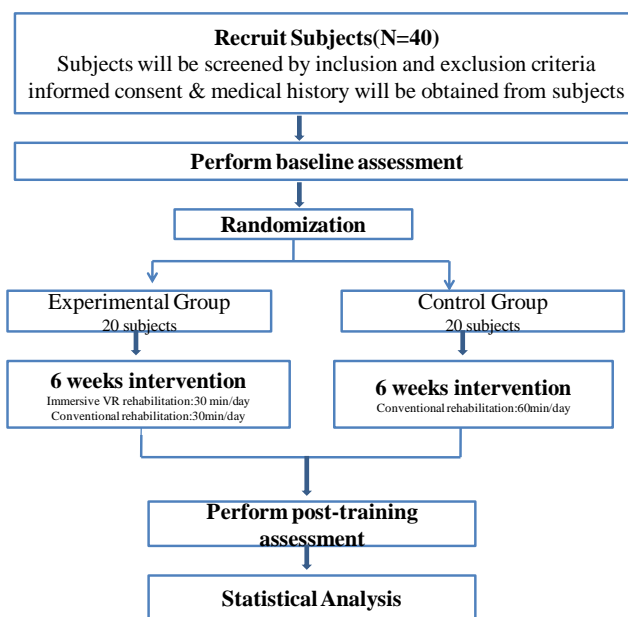 Recruit Subjects(N=40)
Subjects will be screened by inclusion and exclusion criteria
informed consent & medical history will be obtained from subjects
Perform baseline assessment
Randomization
Experimental Group
20 subjects
Control Group
20 subjects
6 weeks intervention
Immersive VR rehabilitation:30 min/day
Conventional rehabilitation:30min/day
6 weeks intervention
Conventional rehabilitation:60min/day
Perform post-training
assessment
Statistical Analysis